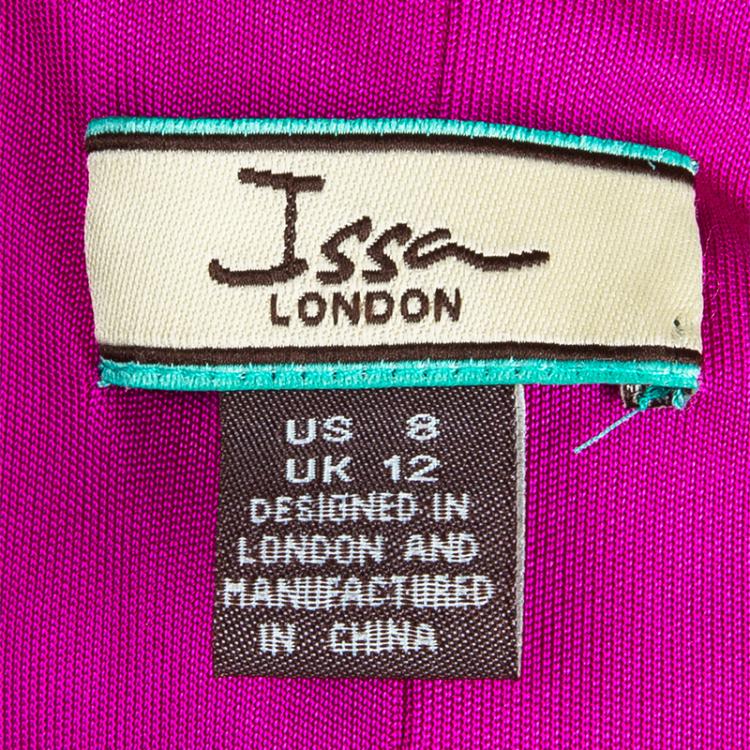 Issa
LONDON
US 8
UK 12
DESIGNED IN
LONDON AND
MANUFACTURED
IN CHINA